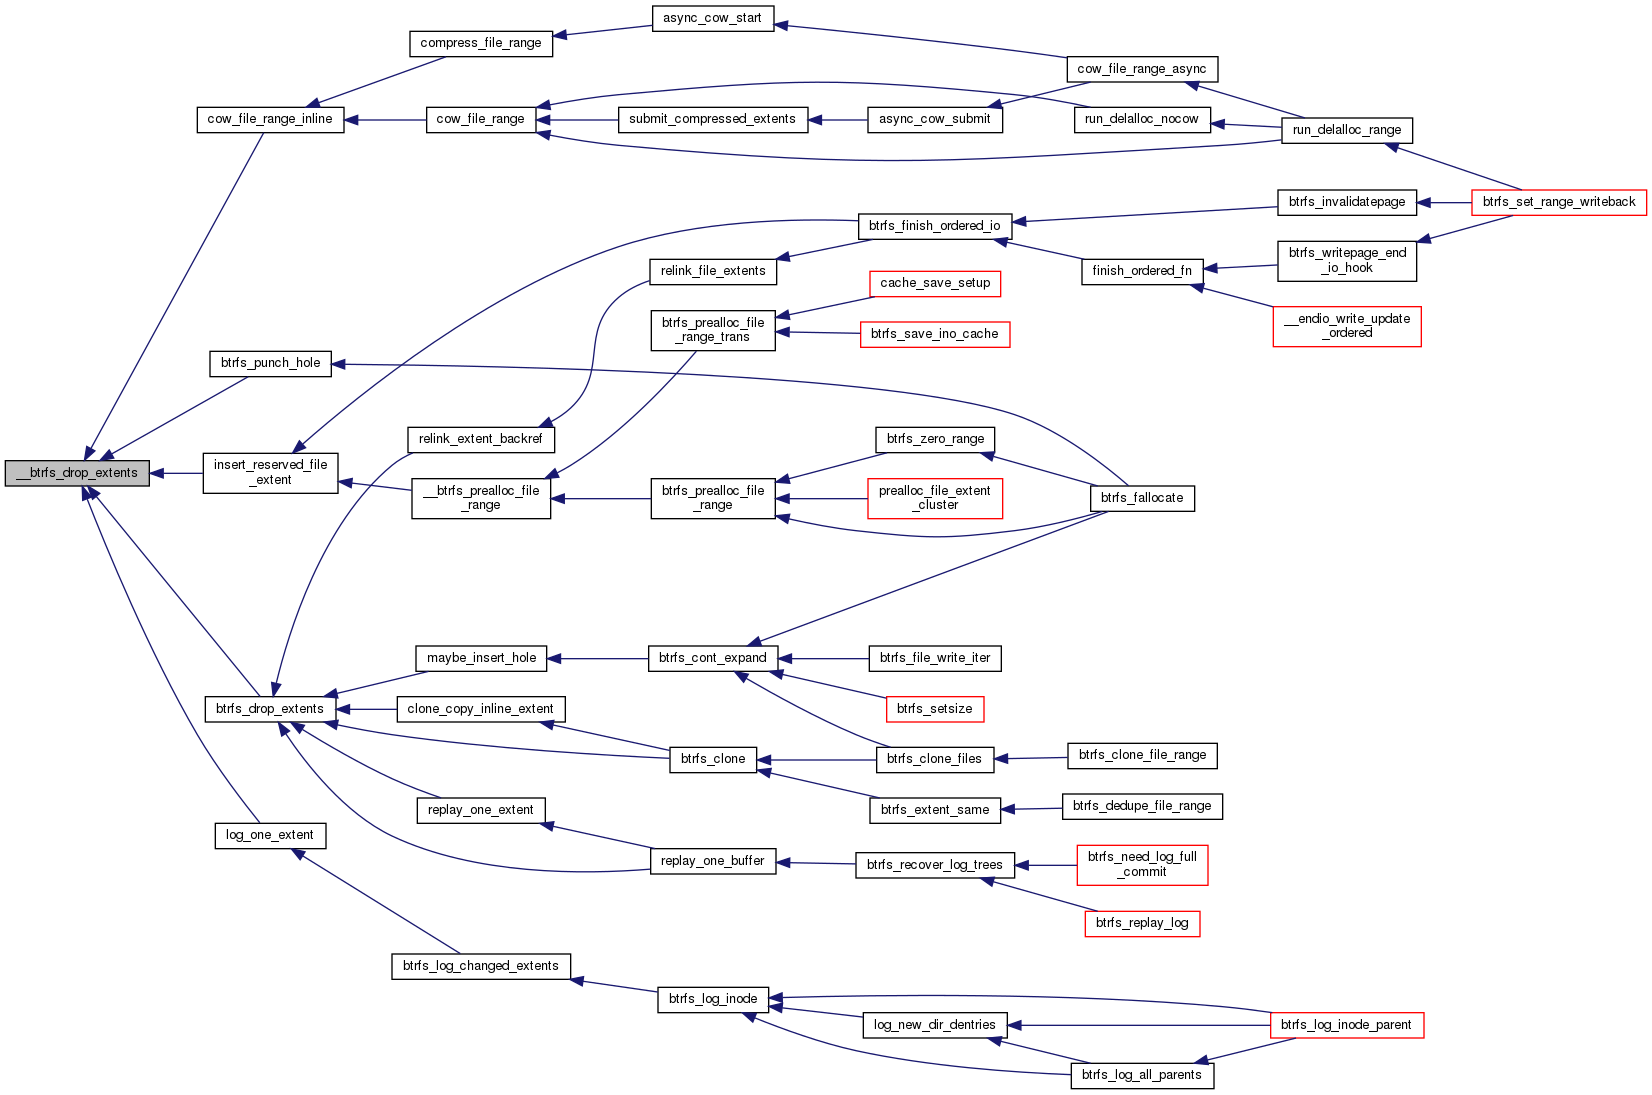 async_cow_start
compress_file_range
cow_file_range_async
cow_file_range_inline
cow_file_range
submit_compressed_extents
async_cow_submit
run_delalloc_nocow
run_delalloc_range
btrfs_set_range_writeback
btrfs_invalidatepage
btrfs_finish_ordered_io
relink_file_extents
finish_ordered_fn
btrfs_writepage_end
_io_hook
cache_save_setup
btrfs_prealloc_file
_range_trans
btrfs_save_ino_cache
__endio_write_update
_ordered
btrfs_punch_hole
relink_extent_backref
btrfs_zero_range
__btrfs_drop_extents
insert_reserved_file
_extent
__btrfs_prealloc_file
_range
btrfs_prealloc_file
_range
prealloc_file_extent
_cluster
btrfs_fallocate
maybe_insert_hole
btrfs_cont_expand
btrfs_file_write_iter
btrfs_drop_extents
clone_copy_inline_extent
btrfs_setsize
btrfs_clone
btrfs_clone_files
btrfs_clone_file_range
replay_one_extent
btrfs_extent_same
btrfs_dedupe_file_range
log_one_extent
replay_one_buffer
btrfs_recover_log_trees
btrfs_need_log_full
_commit
btrfs_replay_log
btrfs_log_changed_extents
btrfs_log_inode
log_new_dir_dentries
btrfs_log_inode_parent
btrfs_log_all_parents